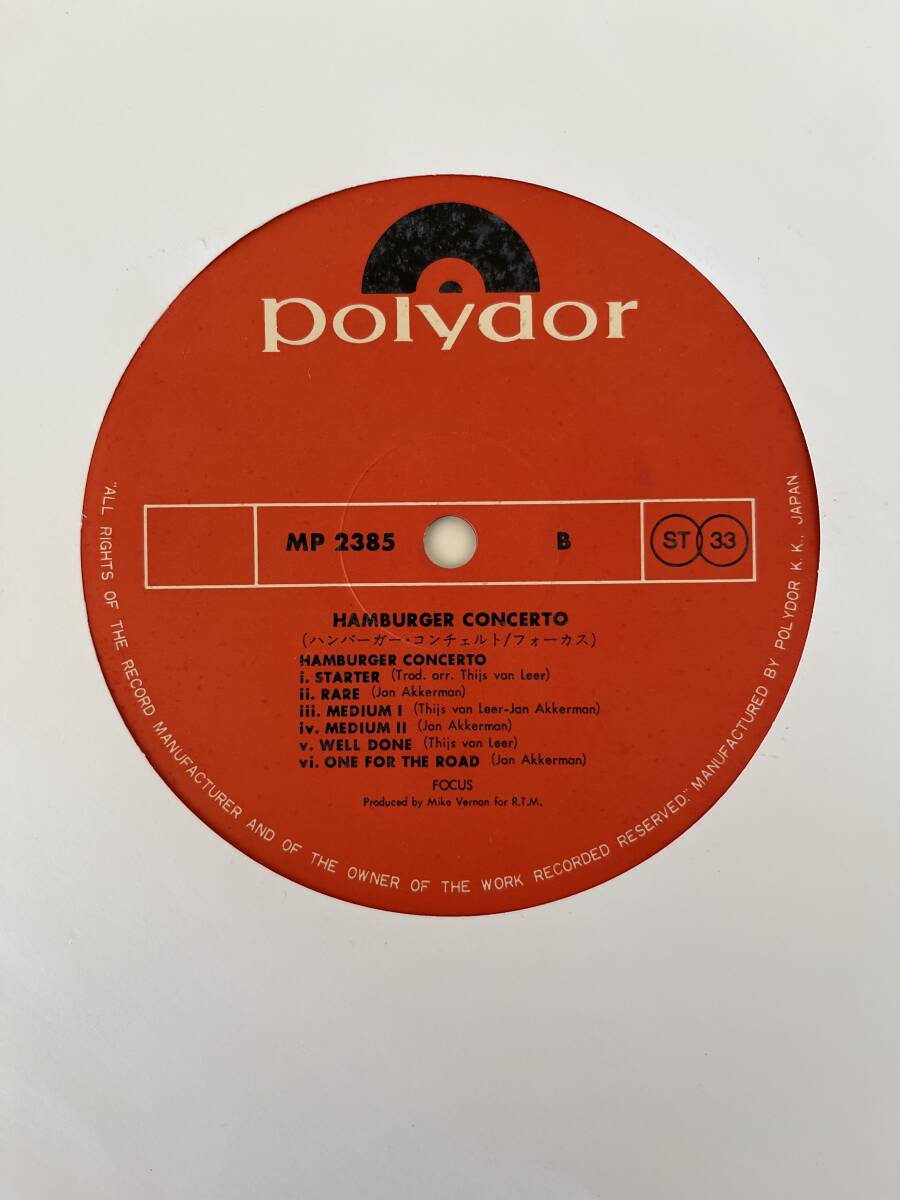 polydor
MP 2385 B ST 33
HAMBURGER CONCERTO
(ハンバーガー・コンチェルト/フォーカス)
HAMBURGER CONCERTO
i. STARTER (Trad. arr. Thijs van Leer)
ii. RARE (Jan Akkerman)
iii. MEDIUM I (Thijs van Leer-Jan Akkerman)
iv. MEDIUM II (Jan Akkerman)
v. WELL DONE (Thijs van Leer)
vi. ONE FOR THE ROAD (Jan Akkerman)
FOCUS
Produced by Mike Vernon for R.T.M.
"ALL RIGHTS OF THE RECORD MANUFACTURER AND OF THE OWNER OF THE WORK RECORDED RESERVED." MANUFACTURED BY POLYDOR K.K., JAPAN